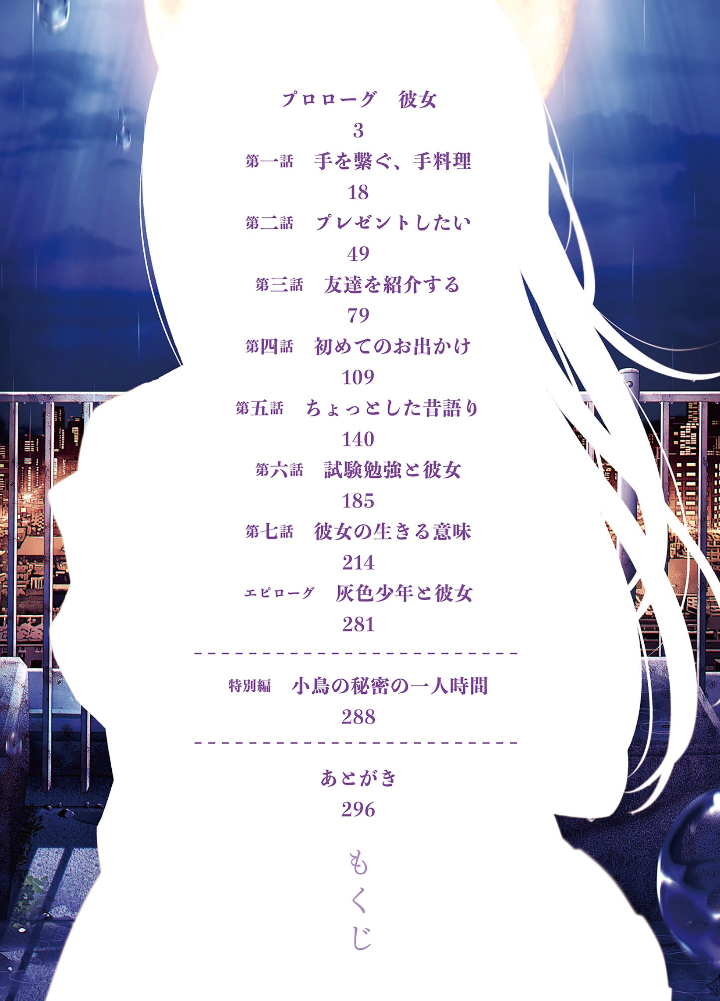 プロローグ　彼女
3
第一話　手を繫ぐ、手料理
18
第二話　プレゼントしたい
49
第三話　友達を紹介する
79
第四話　初めてのお出かけ
109
第五話　ちょっとした昔語り
140
第六話　試験勉強と彼女
185
第七話　彼女の生きる意味
214
エピローグ　灰色少年と彼女
281
特別編　小鳥の秘密の一人時間
288
あとがき
296
もくじ